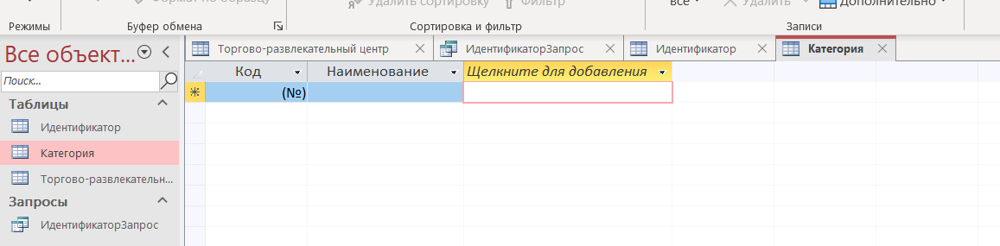 Формат по образцу
Удалить сортировку
Фильтр
Все
Удалить
Дополнительно
Режимы
Буфер обмена
Сортировка и фильтр
Записи
Все объект...
Поиск...
Таблицы
Идентификатор
Категория
Торгово-развлекательн...
Запросы
ИдентификаторЗапрос
Торгово-развлекательный центр
ИдентификаторЗапрос
Идентификатор
Категория
Код
Наименование
Щелкните для добавления
(№)